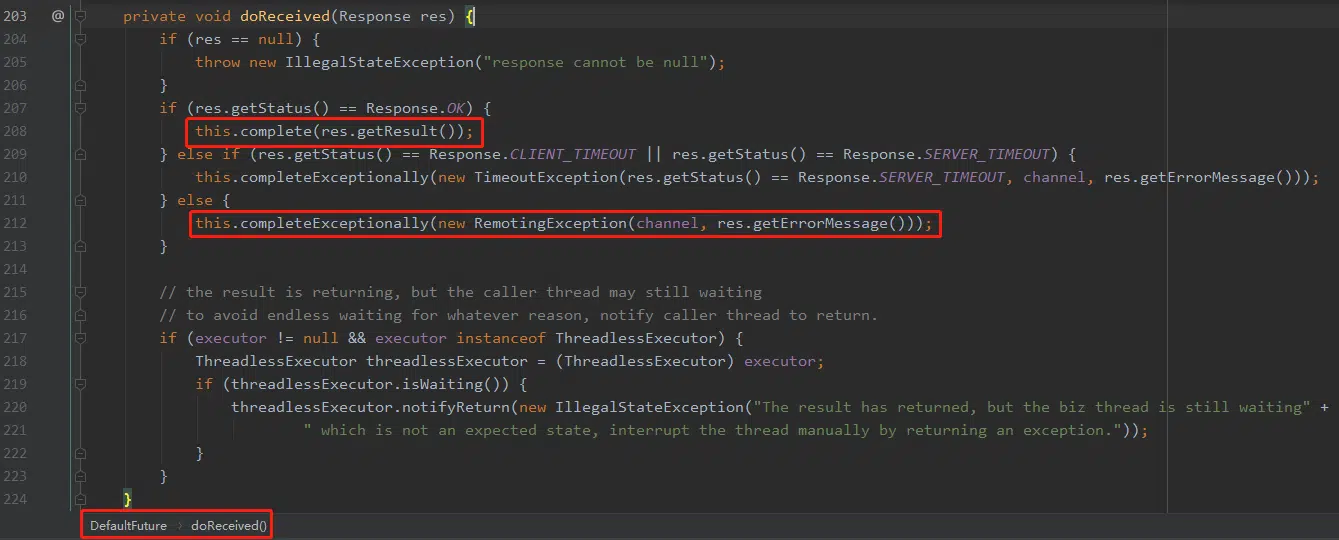 203 @ private void doReceived(Response res) {
204 if (res == null) {
205 throw new IllegalStateException("response cannot be null");
206 }
207 if (res.getStatus() == Response.OK) {
208 this.complete(res.getResult());
209 } else if (res.getStatus() == Response.CLIENT_TIMEOUT || res.getStatus() == Response.SERVER_TIMEOUT) {
210 this.completeExceptionally(new TimeoutException(res.getStatus() == Response.SERVER_TIMEOUT, channel, res.getErrorMessage()));
211 } else {
212 this.completeExceptionally(new RemotingException(channel, res.getErrorMessage()));
213 }
214
215 // the result is returning, but the caller thread may still waiting
216 // to avoid endless waiting for whatever reason, notify caller thread to return.
217 if (executor != null && executor instanceof ThreadlessExecutor) {
218 ThreadlessExecutor threadlessExecutor = (ThreadlessExecutor) executor;
219 if (threadlessExecutor.isWaiting()) {
220 threadlessExecutor.notifyReturn(new IllegalStateException("The result has returned, but the biz thread is still waiting" +
221 " which is not an expected state, interrupt the thread manually by returning an exception."));
222 }
223 }
224 }
DefaultFuture › doReceived()